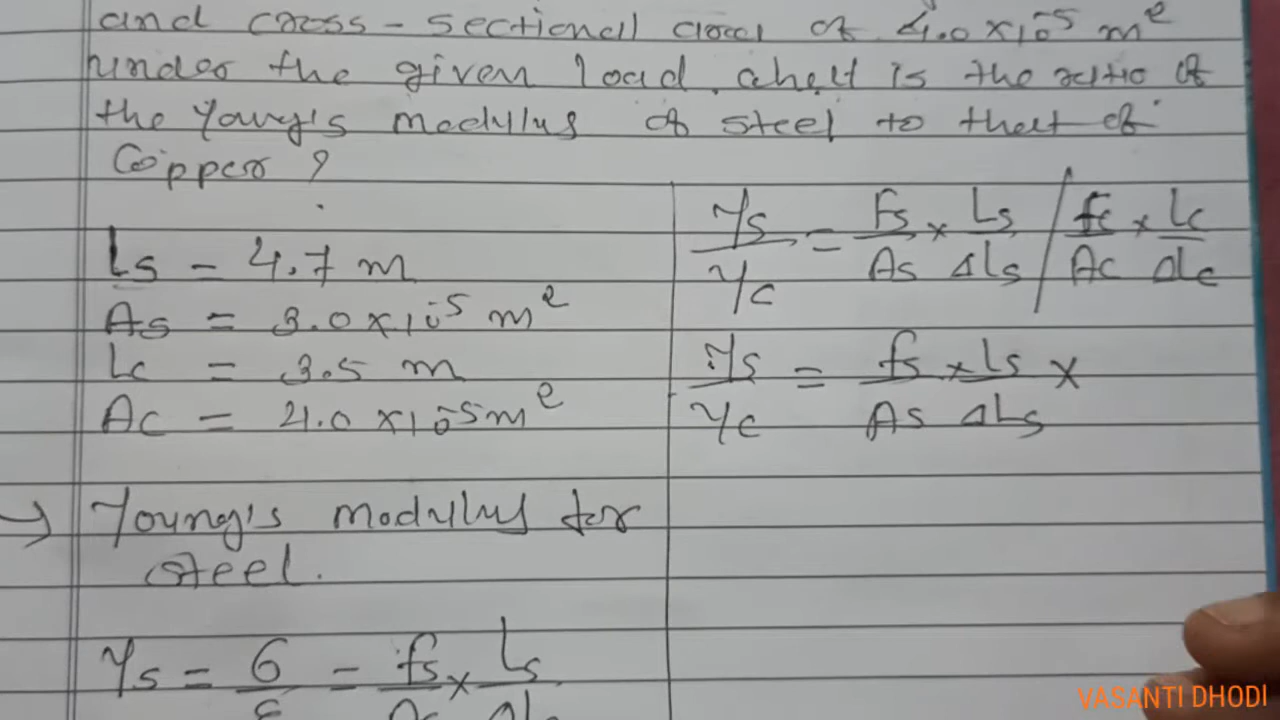 and cross-sectional area of 4.0×10⁻⁵ m²
under the given load. what is the ratio of
the Young's modulus of steel to that of
Copper ?
Ls = 4.7 m
As = 3.0×10⁻⁵ m²
Lc = 3.5 m
Ac = 4.0×10⁻⁵ m²
→ Young's modulus for
steel.
Ys = 6/ε = fs/As × Ls/ΔLs
Ys/Yc = Fs/As × Ls/ΔLs / fc/Ac × Lc/ΔLc
Ys/Yc = fs/As × Ls/ΔLs ×
VASANTI DHODI